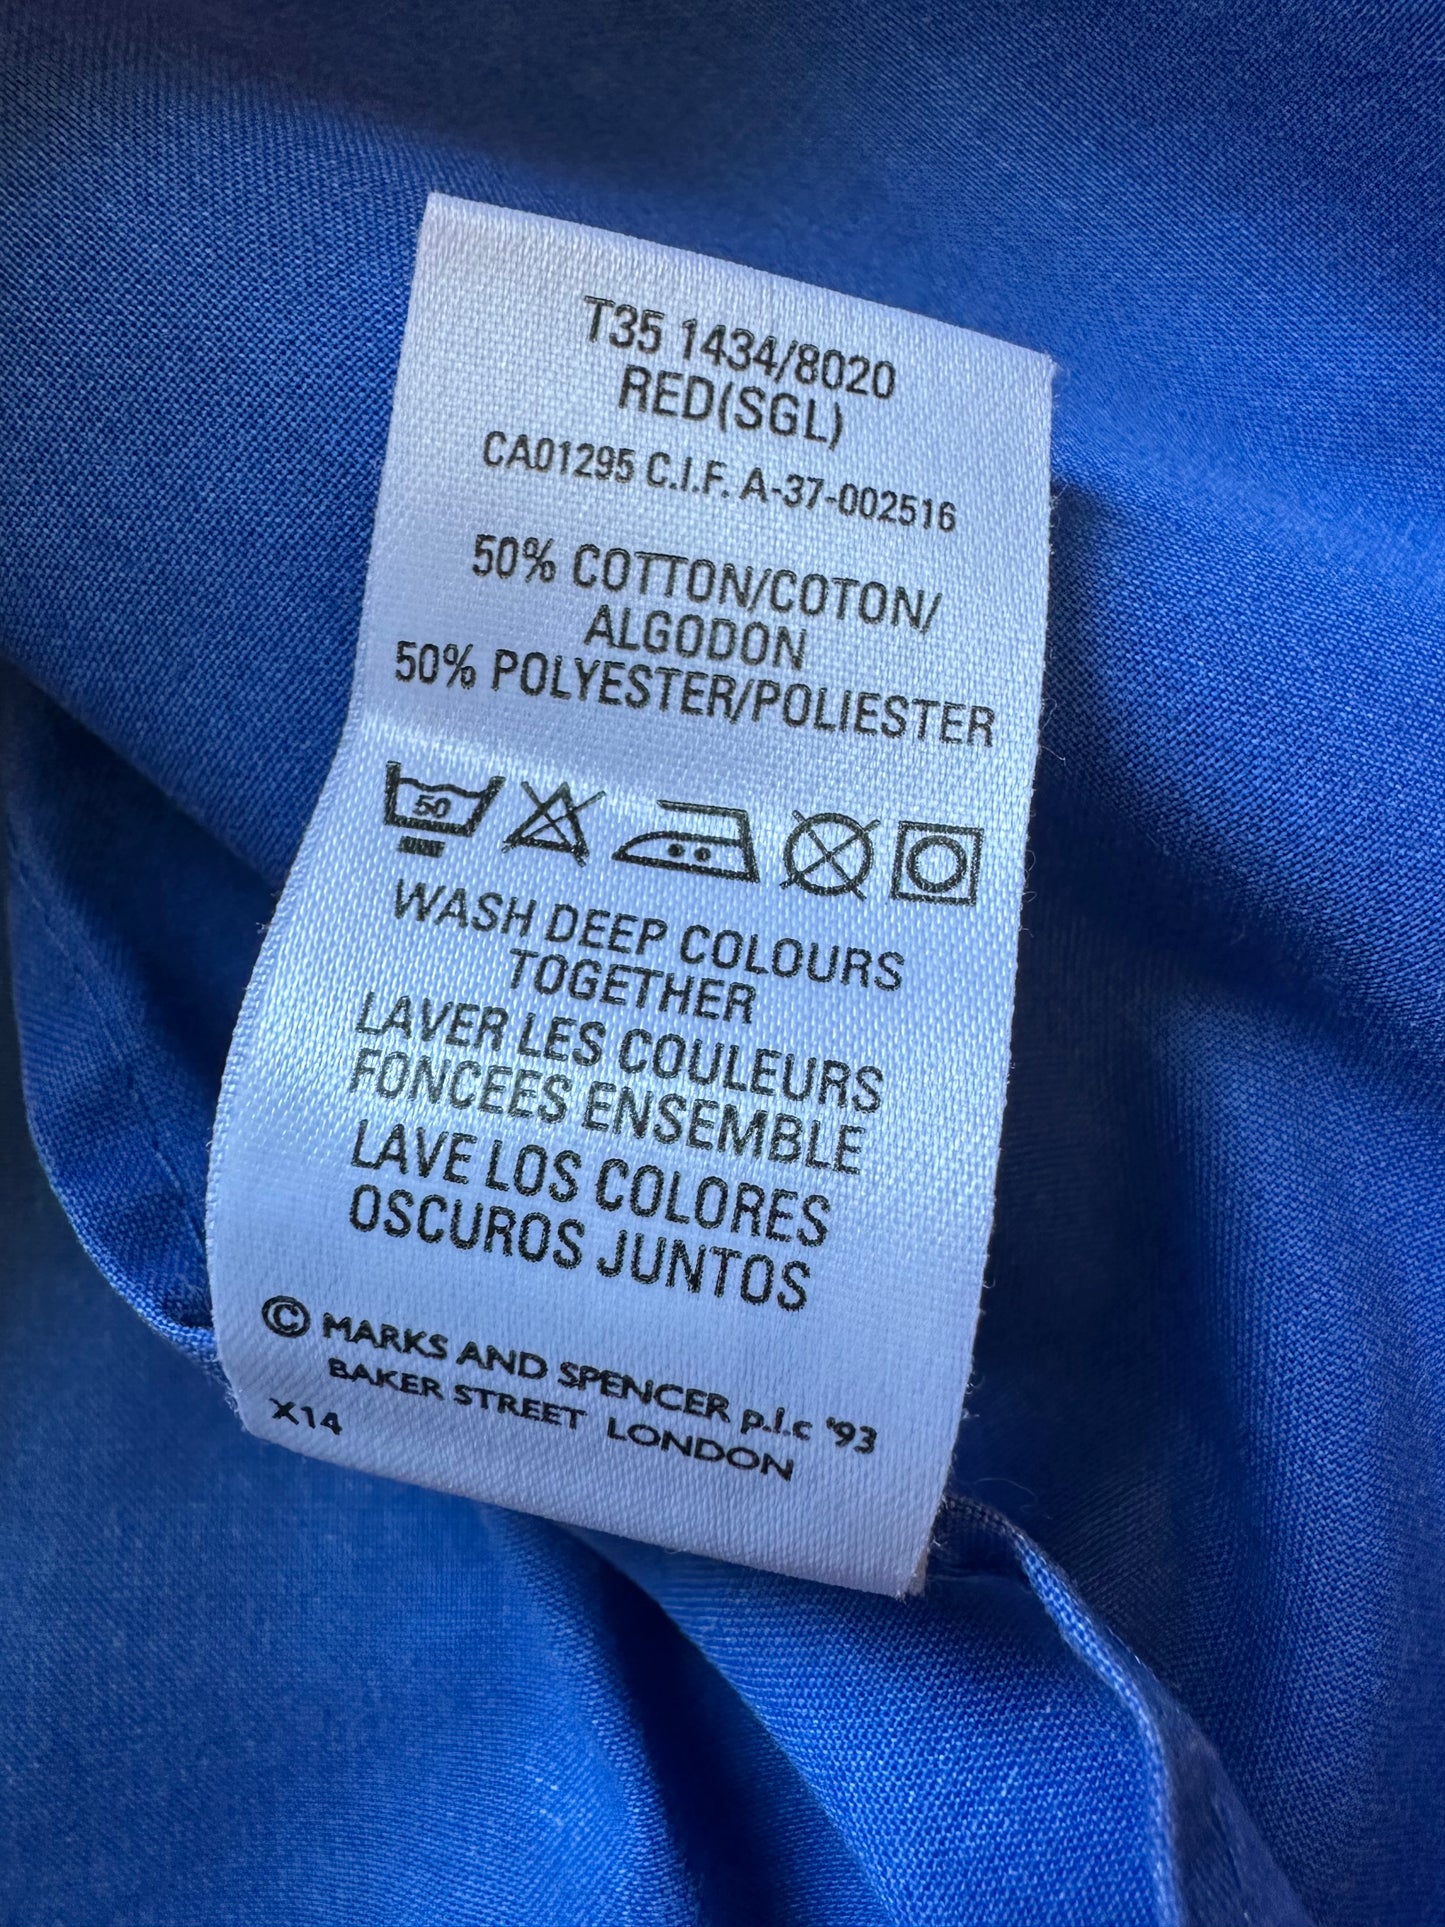 T35 1434/8020
RED(SGL)
CA01295 C.I.F. A-37-002516
50% COTTON/COTON/
ALGODON
50% POLYESTER/POLIESTER
50
WASH DEEP COLOURS
TOGETHER
LAVER LES COULEURS
FONCEES ENSEMBLE
LAVE LOS COLORES
OSCUROS JUNTOS
© MARKS AND SPENCER p.l.c '93
BAKER STREET LONDON
X14